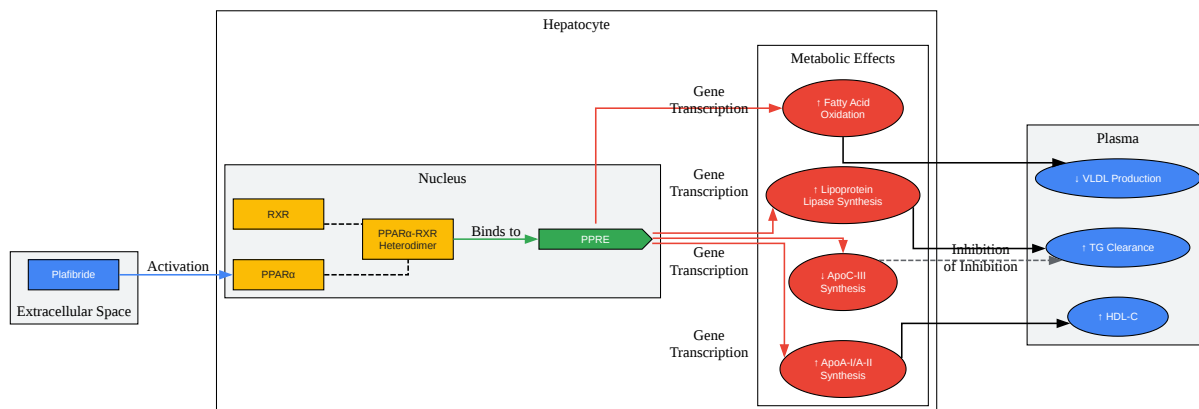 Hepatocyte
Metabolic Effects
Gene
Transcription
↑ Fatty Acid
Oxidation
Plasma
Nucleus
Gene
Transcription
↓ VLDL Production
↑ Lipoprotein
Lipase Synthesis
RXR
PPARα-RXR
Heterodimer
Binds to
PPRE
Gene
Transcription
↑ TG Clearance
Inhibition
of Inhibition
Plafibride
Activation
PPARα
↓ ApoC-III
Synthesis
Extracellular Space
↑ HDL-C
Gene
Transcription
↑ ApoA-I/A-II
Synthesis